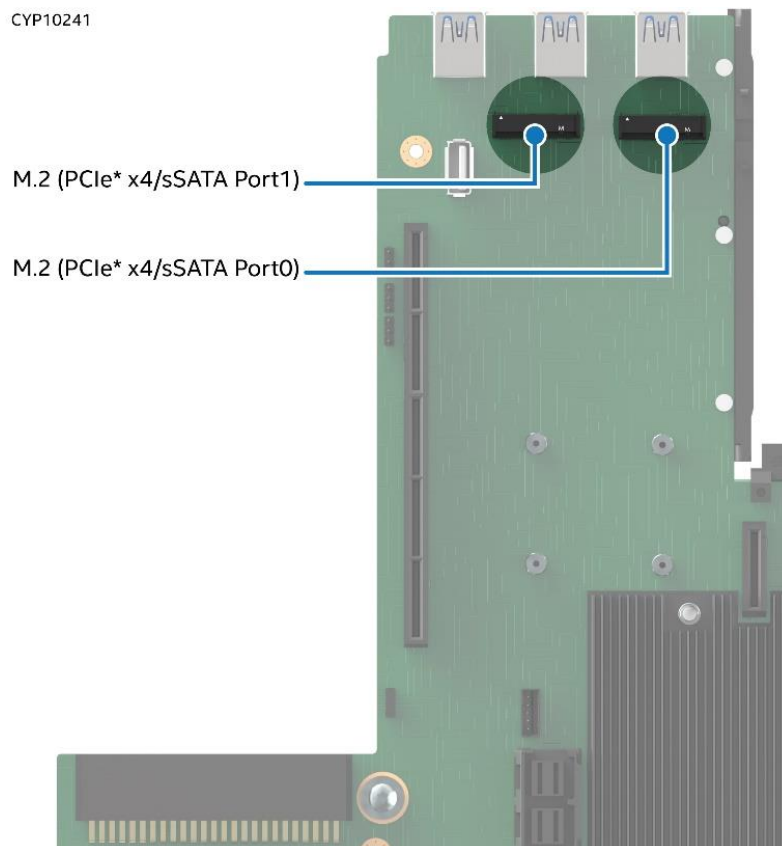 CYP10241
M.2 (PCIe* x4/sSATA Port1)
M.2 (PCIe* x4/sSATA Port0)